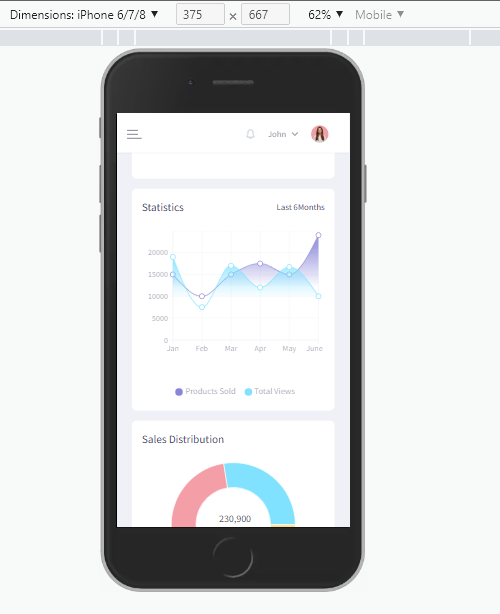 Dimensions: iPhone 6/7/8 ▼ 375 × 667 62% ▼ Mobile ▼
John
Statistics Last 6Months
20000
15000
10000
5000
0
Jan Feb Mar Apr May June
Products Sold Total Views
Sales Distribution
230,900